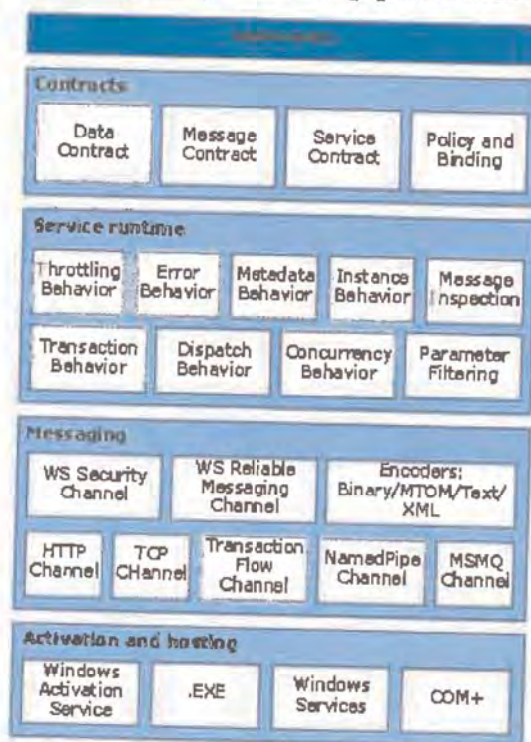 Contracts
Data
Contract
Message
Contract
Service
Contract
Policy and
Binding
Service runtime
Throttling
Behavior
Error
Behavior
Metadata
Behavior
Instance
Behavior
Message
Inspection
Transaction
Behavior
Dispatch
Behavior
Concurrency
Behavior
Parameter
Filtering
Messaging
WS Security
Channel
WS Reliable
Messaging
Channel
Encoders:
Binary/MTOM/Text/
XML
HTTP
Channel
TCP
CHannel
Transaction
Flow
Channel
NamedPipe
Channel
MSMQ
Channel
Activation and hosting
Windows
Activation
Service
.EXE
Windows
Services
COM+